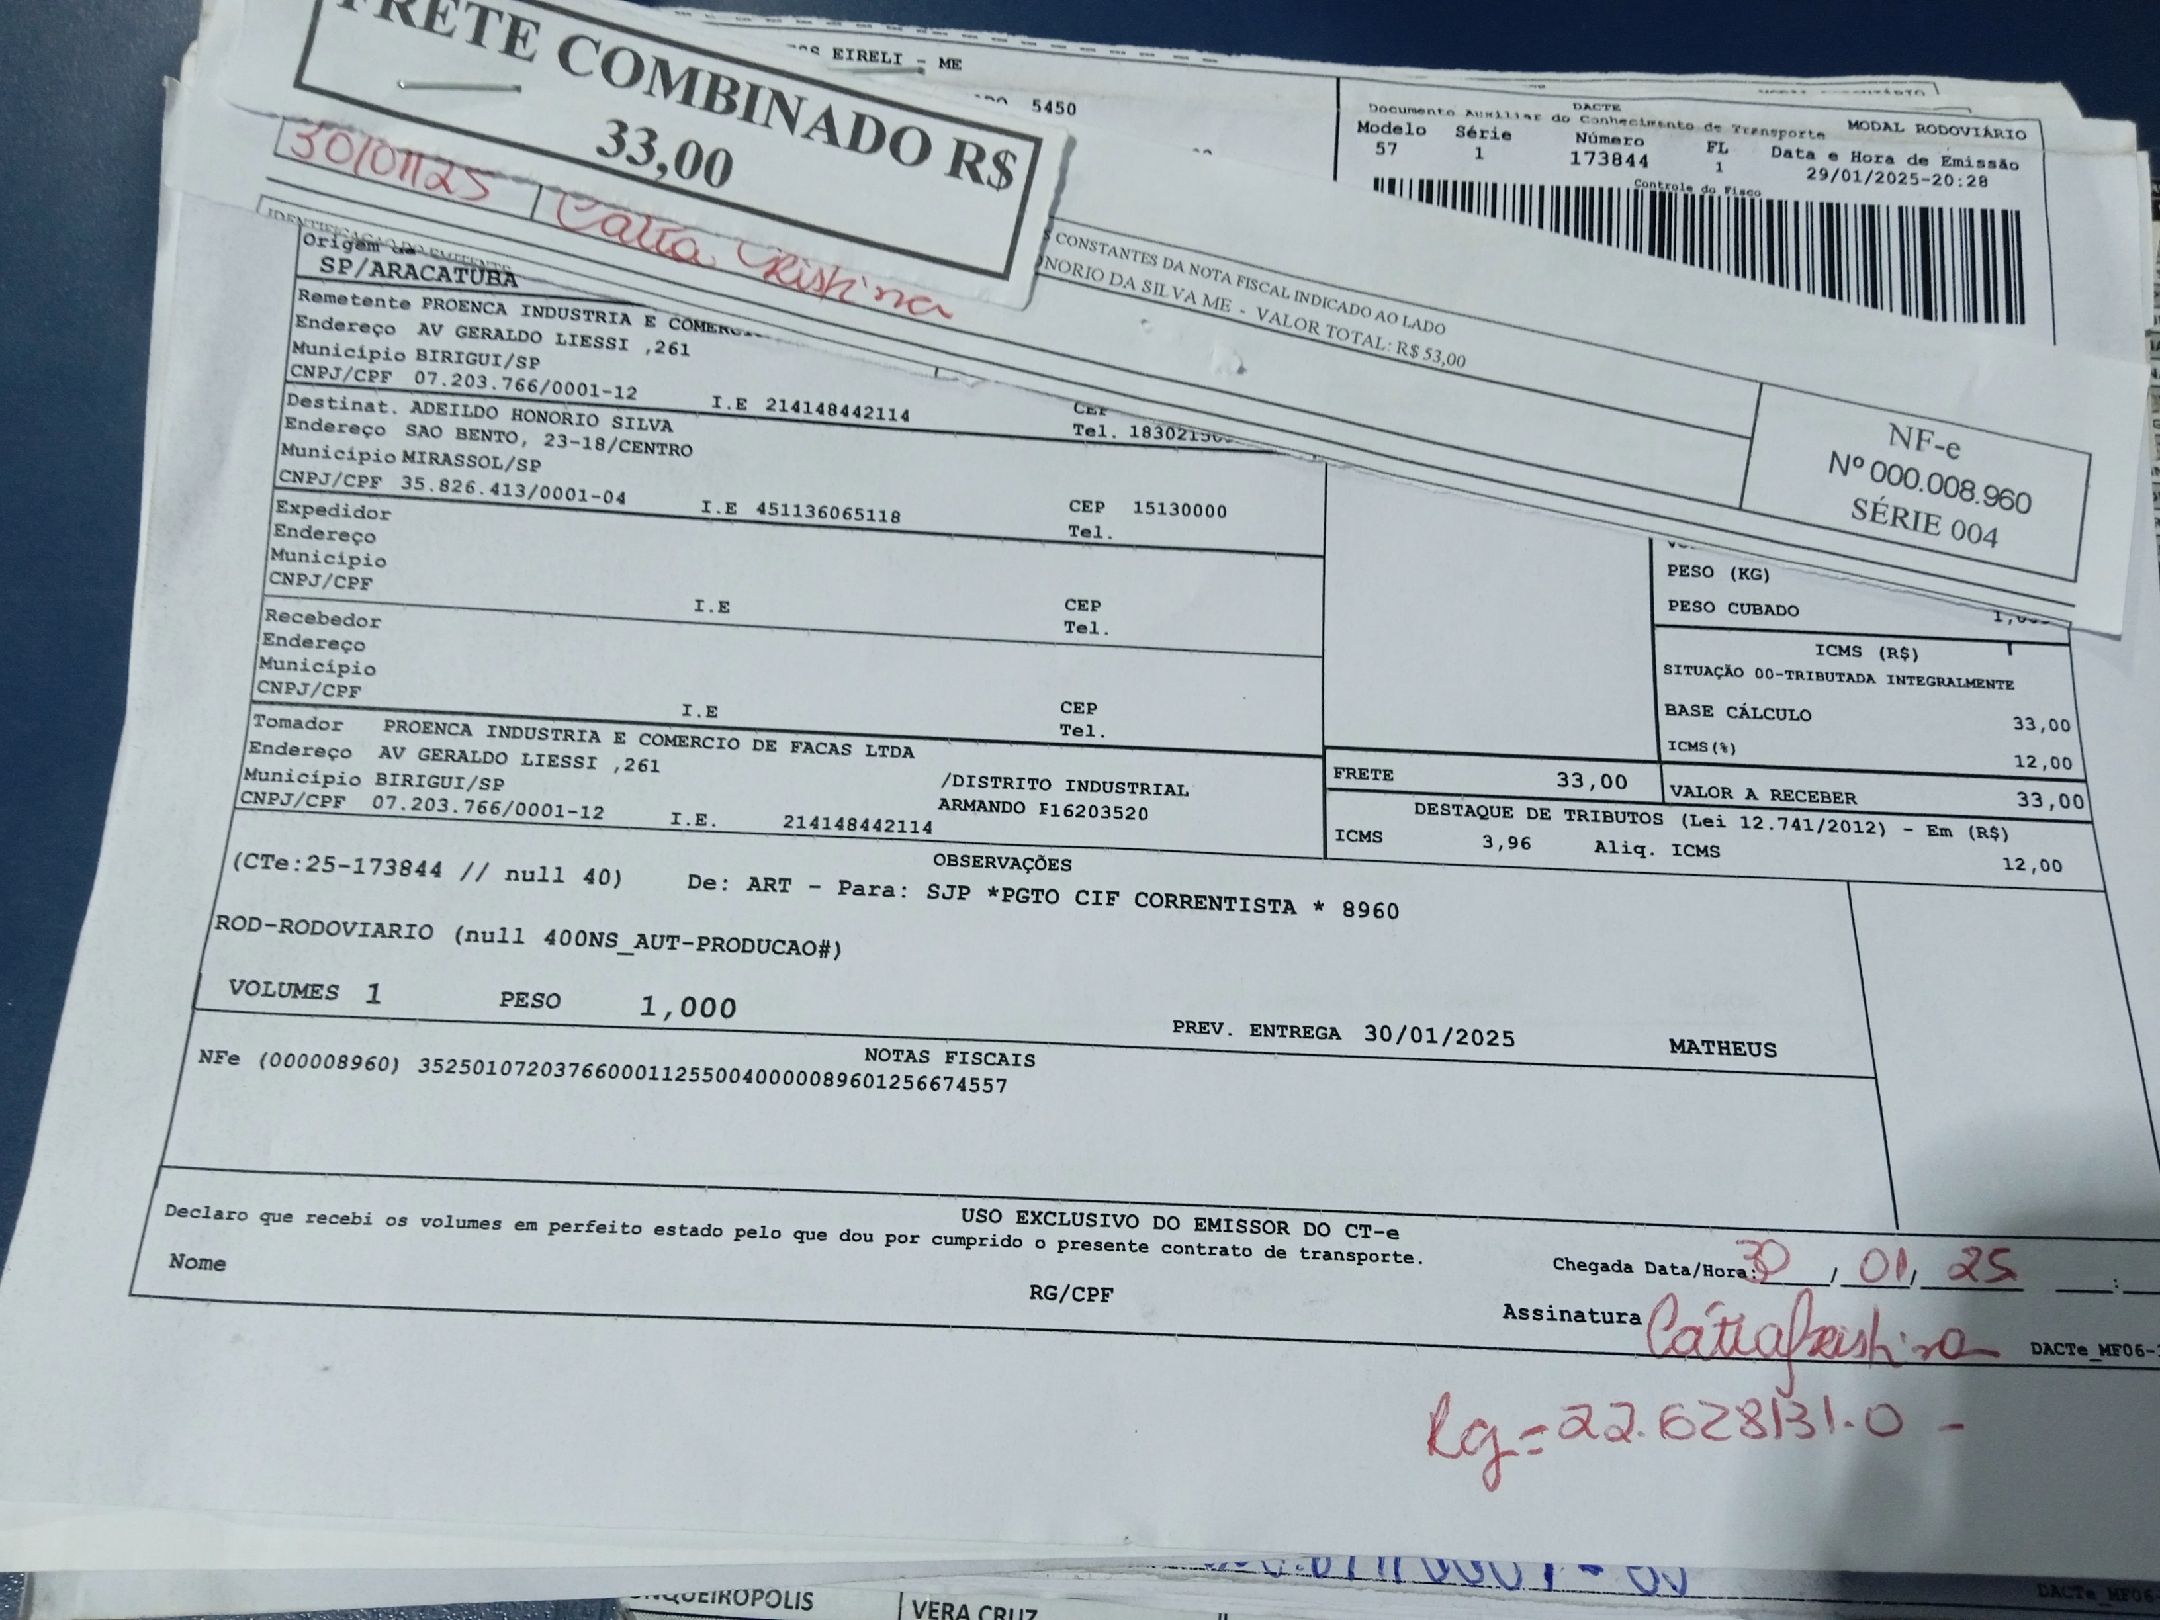 FRETE COMBINADO R$
33,00
30/01/25 Cátia Cristina
EIRELI - ME
5450
DACTE
Documento Auxiliar do Conhecimento de Transporte
MODAL RODOVIÁRIO
Modelo Série Número FL Data e Hora de Emissão
57 1 173844 1 29/01/2025-20:28
Controle do Fisco
CONSTANTES DA NOTA FISCAL INDICADO AO LADO
NORIO DA SILVA ME - VALOR TOTAL: R$ 53,00
NF-e
Nº 000.008.960
SÉRIE 004
IDENTIFICAÇÃO DO EMITENTE
Origem
SP/ARACATUBA
Remetente PROENCA INDUSTRIA E
Endereço AV GERALDO LIESSI ,261
Município BIRIGUI/SP
CNPJ/CPF 07.203.766/0001-12 I.E 214148442114
CEP
Tel.
Destinat. ADEILDO HONORIO SILVA
Endereço SAO BENTO, 23-18/CENTRO
Município MIRASSOL/SP
CNPJ/CPF 35.826.413/0001-04 I.E 451136065118
CEP 15130000
Tel.
Expedidor
Endereço
Município
CNPJ/CPF I.E
CEP
Tel.
Recebedor
Endereço
Município
CNPJ/CPF I.E
CEP
Tel.
Tomador PROENCA INDUSTRIA E COMERCIO DE FACAS LTDA
Endereço AV GERALDO LIESSI ,261 /DISTRITO INDUSTRIAL
Município BIRIGUI/SP ARMANDO F16203520
CNPJ/CPF 07.203.766/0001-12 I.E. 214148442114
PESO (KG)
PESO CUBADO
ICMS (R$)
SITUAÇÃO 00-TRIBUTADA INTEGRALMENTE
BASE CÁLCULO 33,00
ICMS(%) 12,00
FRETE 33,00 VALOR A RECEBER 33,00
DESTAQUE DE TRIBUTOS (Lei 12.741/2012) - Em (R$)
ICMS 3,96 Aliq. ICMS 12,00
OBSERVAÇÕES
(CTe:25-173844 // null 40) De: ART - Para: SJP *PGTO CIF CORRENTISTA * 8960
ROD-RODOVIARIO (null 400NS_AUT-PRODUCAO#)
VOLUMES 1 PESO 1,000 PREV. ENTREGA 30/01/2025 MATHEUS
NOTAS FISCAIS
NFe (000008960) 35250107203766000112550040000089601256674557
USO EXCLUSIVO DO EMISSOR DO CT-e
Declaro que recebi os volumes em perfeito estado pelo que dou por cumprido o presente contrato de transporte.
Nome RG/CPF
Chegada Data/Hora: 30 / 01 / 25 :
Assinatura Cátia Cristina
DACTe_MF06-
Rg = 22.628131.0 -
VERA CRUZ